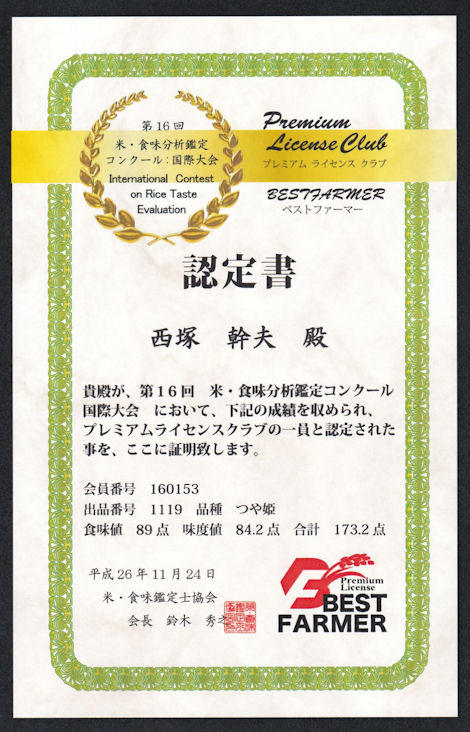 第16回
米・食味分析鑑定
コンクール:国際大会
International Contest
on Rice Taste
Evaluation
Premium
License Club
プレミアム ライセンス クラブ
BESTFARMER
ベストファーマー
認定書
西塚 幹夫 殿
貴殿が、第16回 米・食味分析鑑定コンクール
国際大会 において、下記の成績を収められ、
プレミアムライセンスクラブの一員と認定された
事を、ここに証明致します。
会員番号 160153
出品番号 1119 品種 つや姫
食味値 89点 味度値 84.2点 合計 173.2点
平成26年11月24日
米・食味鑑定士協会
会長 鈴木 秀之
Premium
License
BEST
FARMER